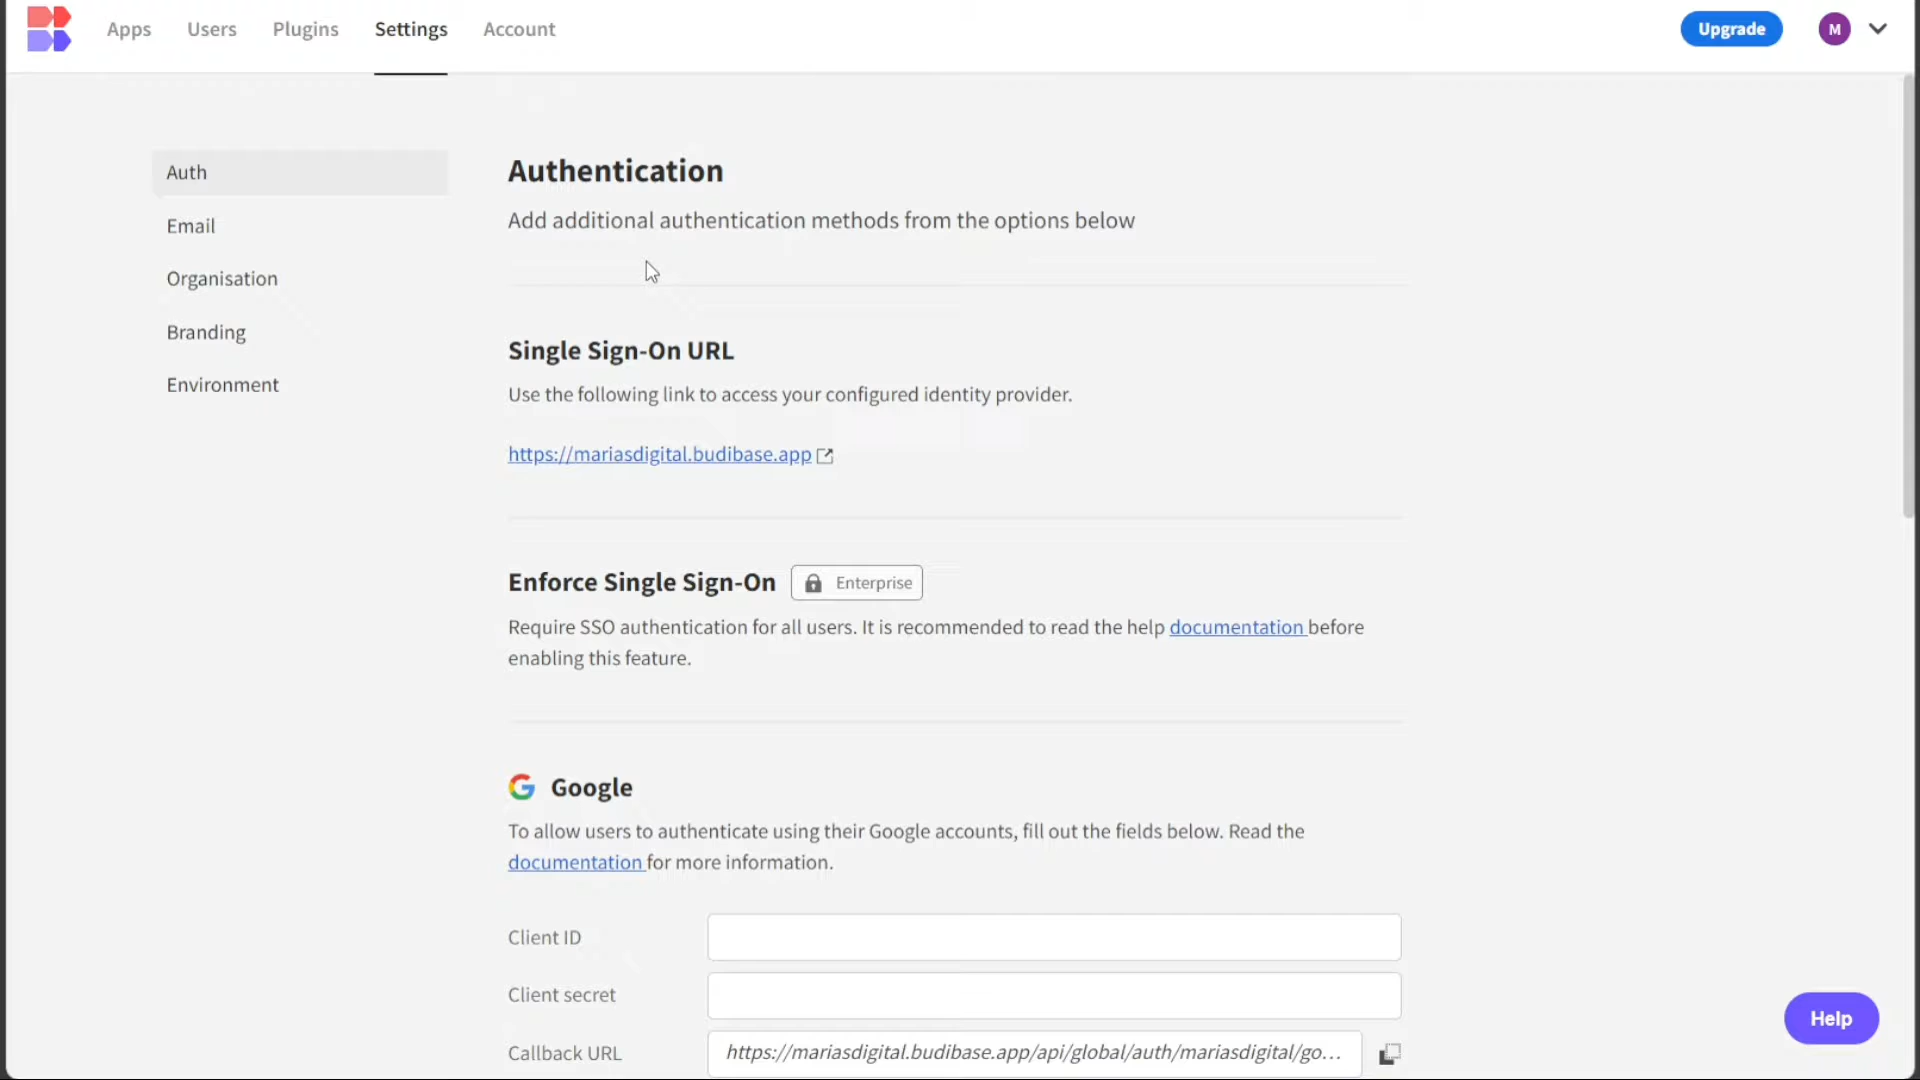 Apps Users Plugins Settings Account Upgrade M
Auth
Email
Organisation
Branding
Environment
Authentication
Add additional authentication methods from the options below
Single Sign-On URL
Use the following link to access your configured identity provider.
https://mariasdigital.budibase.app
Enforce Single Sign-On Enterprise
Require SSO authentication for all users. It is recommended to read the help documentation before
enabling this feature.
Google
To allow users to authenticate using their Google accounts, fill out the fields below. Read the
documentation for more information.
Client ID
Client secret
Callback URL https://mariasdigital.budibase.app/api/global/auth/mariasdigital/go...
Help